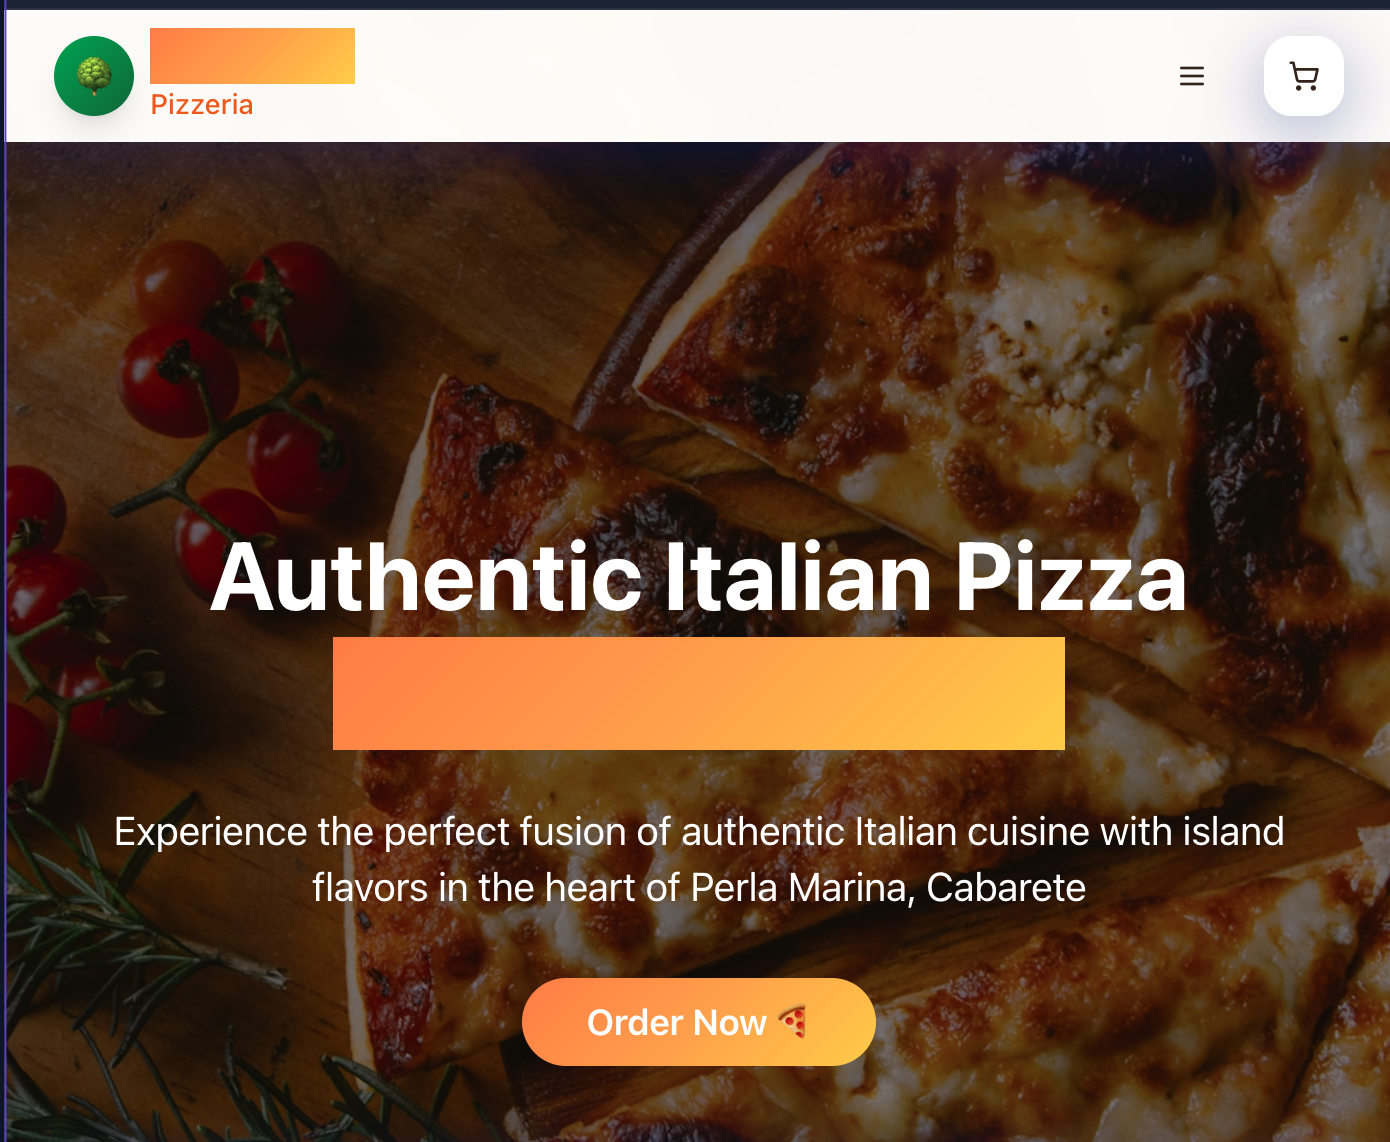 Pizzeria
Authentic Italian Pizza
Experience the perfect fusion of authentic Italian cuisine with island
flavors in the heart of Perla Marina, Cabarete
Order Now 🍕